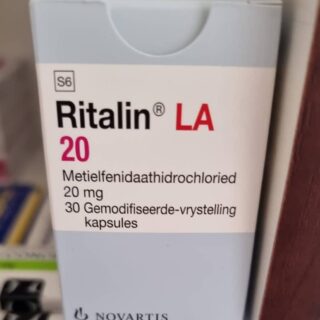 S6
Ritalin® LA
20
Metielfenidaathidrochloried
20 mg
30 Gemodifiseerde-vrystelling
kapsules
NOVARTIS